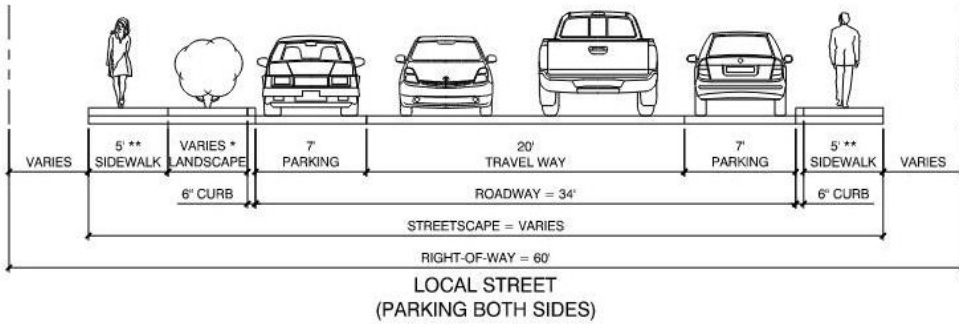 5' ** VARIES * 7' 20' 7' 5' **
VARIES SIDEWALK LANDSCAPE PARKING TRAVEL WAY PARKING SIDEWALK VARIES
6" CURB ROADWAY = 34' 6" CURB
STREETSCAPE = VARIES
RIGHT-OF-WAY = 60'
LOCAL STREET
(PARKING BOTH SIDES)